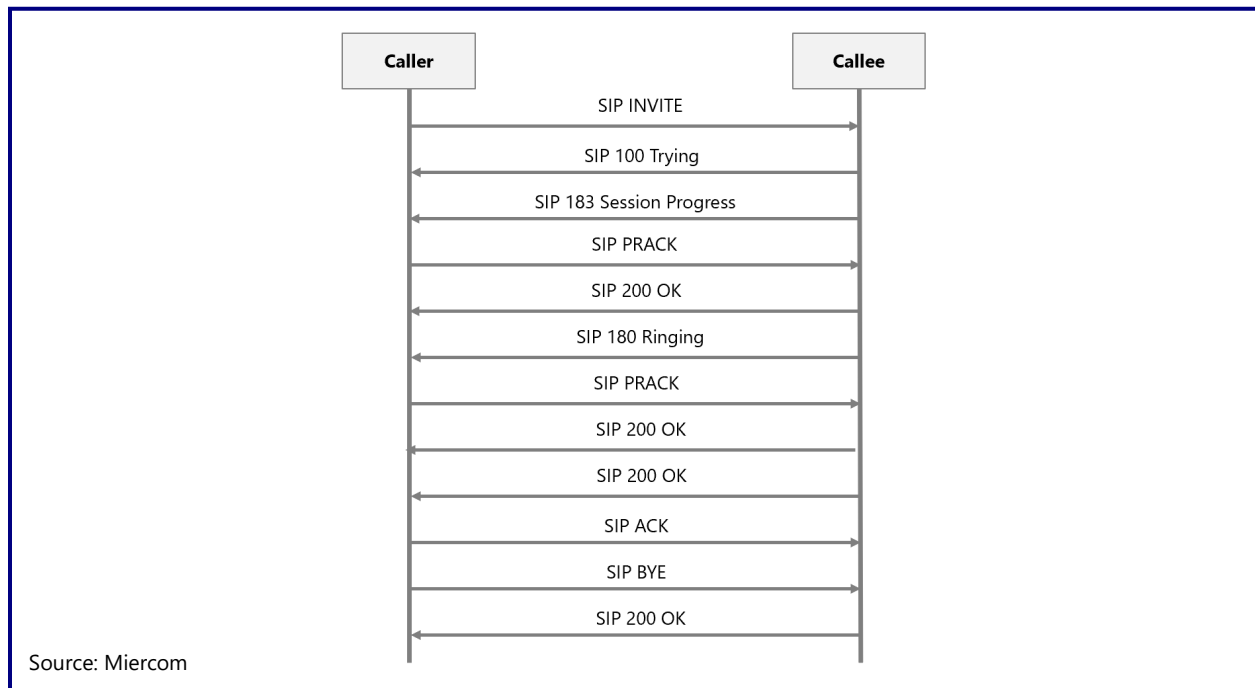 Caller
Callee
SIP INVITE
SIP 100 Trying
SIP 183 Session Progress
SIP PRACK
SIP 200 OK
SIP 180 Ringing
SIP PRACK
SIP 200 OK
SIP 200 OK
SIP ACK
SIP BYE
SIP 200 OK
Source: Miercom